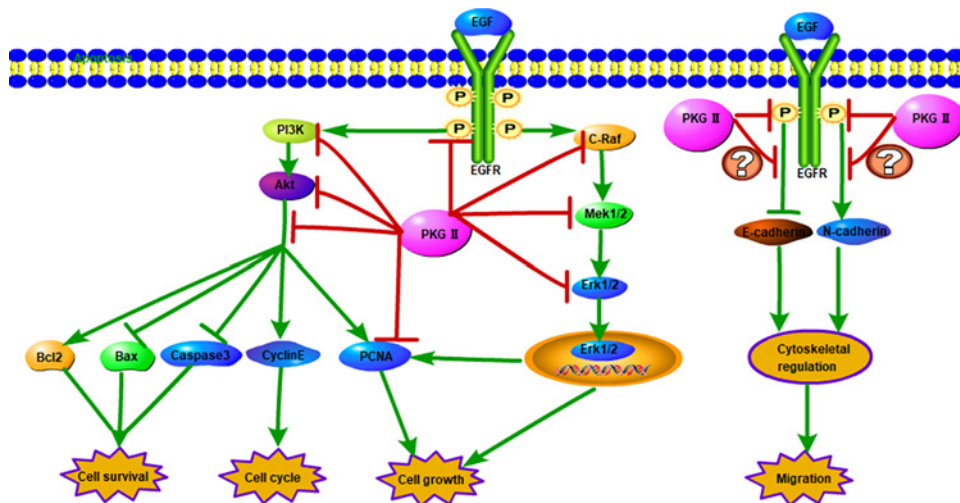 EGF
EGF
Apoptosis
P
P
P
P
P
P
PKG II
PKG II
PI3K
C-Raf
?
?
EGFR
EGFR
Akt
Mek1/2
PKG II
E-cadherin
N-cadherin
Erk1/2
Bcl2
Bax
Caspase3
CyclinE
PCNA
Erk1/2
Cytoskeletal
regulation
Cell survival
Cell cycle
Cell growth
Migration